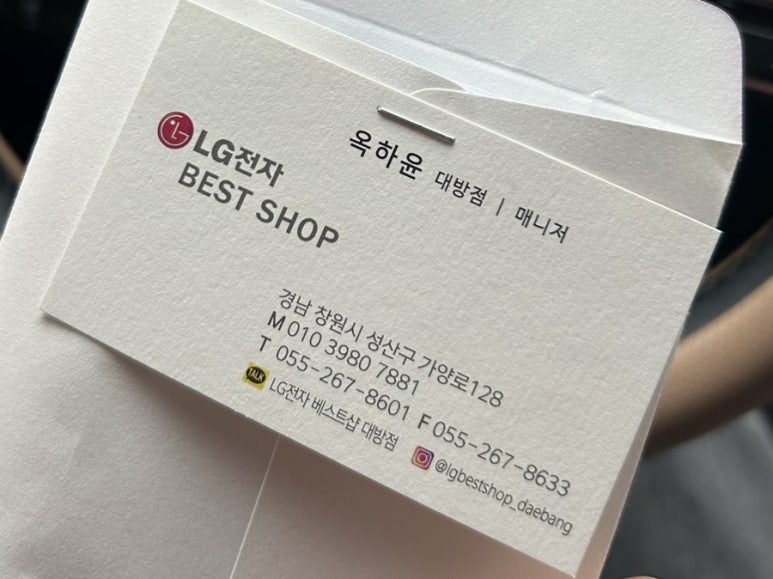 LG전자
BEST SHOP
옥하윤 대방점 | 매니저
경남 창원시 성산구 가양로128
M 010 3980 7881
T 055-267-8601 F 055-267-8633
TALK LG전자 베스트샵 대방점
@lgbestshop_daebang